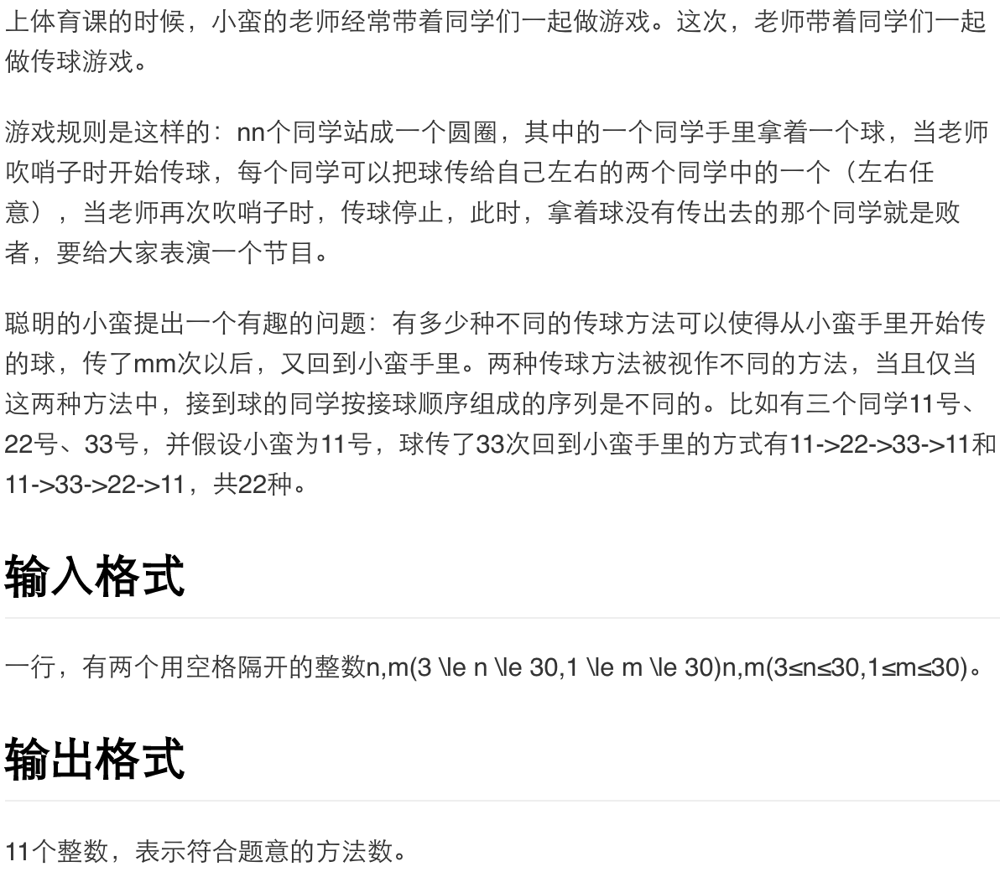 上体育课的时候，小蛮的老师经常带着同学们一起做游戏。这次，老师带着同学们一起
做传球游戏。
游戏规则是这样的：nn个同学站成一个圆圈，其中的一个同学手里拿着一个球，当老师
吹哨子时开始传球，每个同学可以把球传给自己左右的两个同学中的一个（左右任
意），当老师再次吹哨子时，传球停止，此时，拿着球没有传出去的那个同学就是败
者，要给大家表演一个节目。
聪明的小蛮提出一个有趣的问题：有多少种不同的传球方法可以使得从小蛮手里开始传
的球，传了mm次以后，又回到小蛮手里。两种传球方法被视作不同的方法，当且仅当
这两种方法中，接到球的同学按接球顺序组成的序列是不同的。比如有三个同学11号、
22号、33号，并假设小蛮为11号，球传了33次回到小蛮手里的方式有11->22->33->11和
11->33->22->11，共22种。
输入格式
一行，有两个用空格隔开的整数n,m(3 \le n \le 30,1 \le m \le 30)n,m(3≤n≤30,1≤m≤30)。
输出格式
11个整数，表示符合题意的方法数。